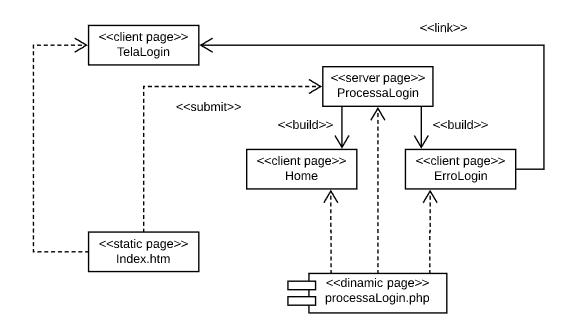 <<link>>
<<client page>>
TelaLogin
<<server page>>
ProcessaLogin
<<submit>>
<<build>>
<<build>>
<<client page>>
Home
<<client page>>
ErroLogin
<<static page>>
Index.htm
<<dinamic page>>
processaLogin.php